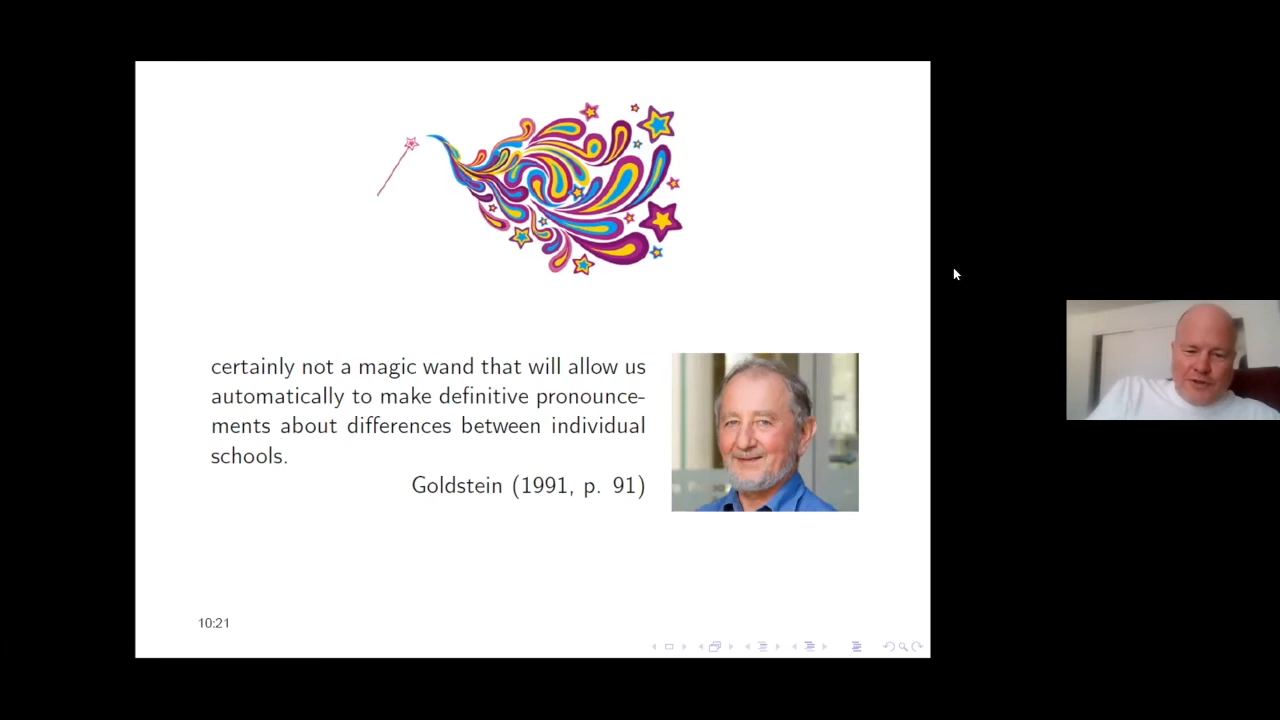 certainly not a magic wand that will allow us
automatically to make definitive pronounce-
ments about differences between individual
schools.
Goldstein (1991, p. 91)
10:21